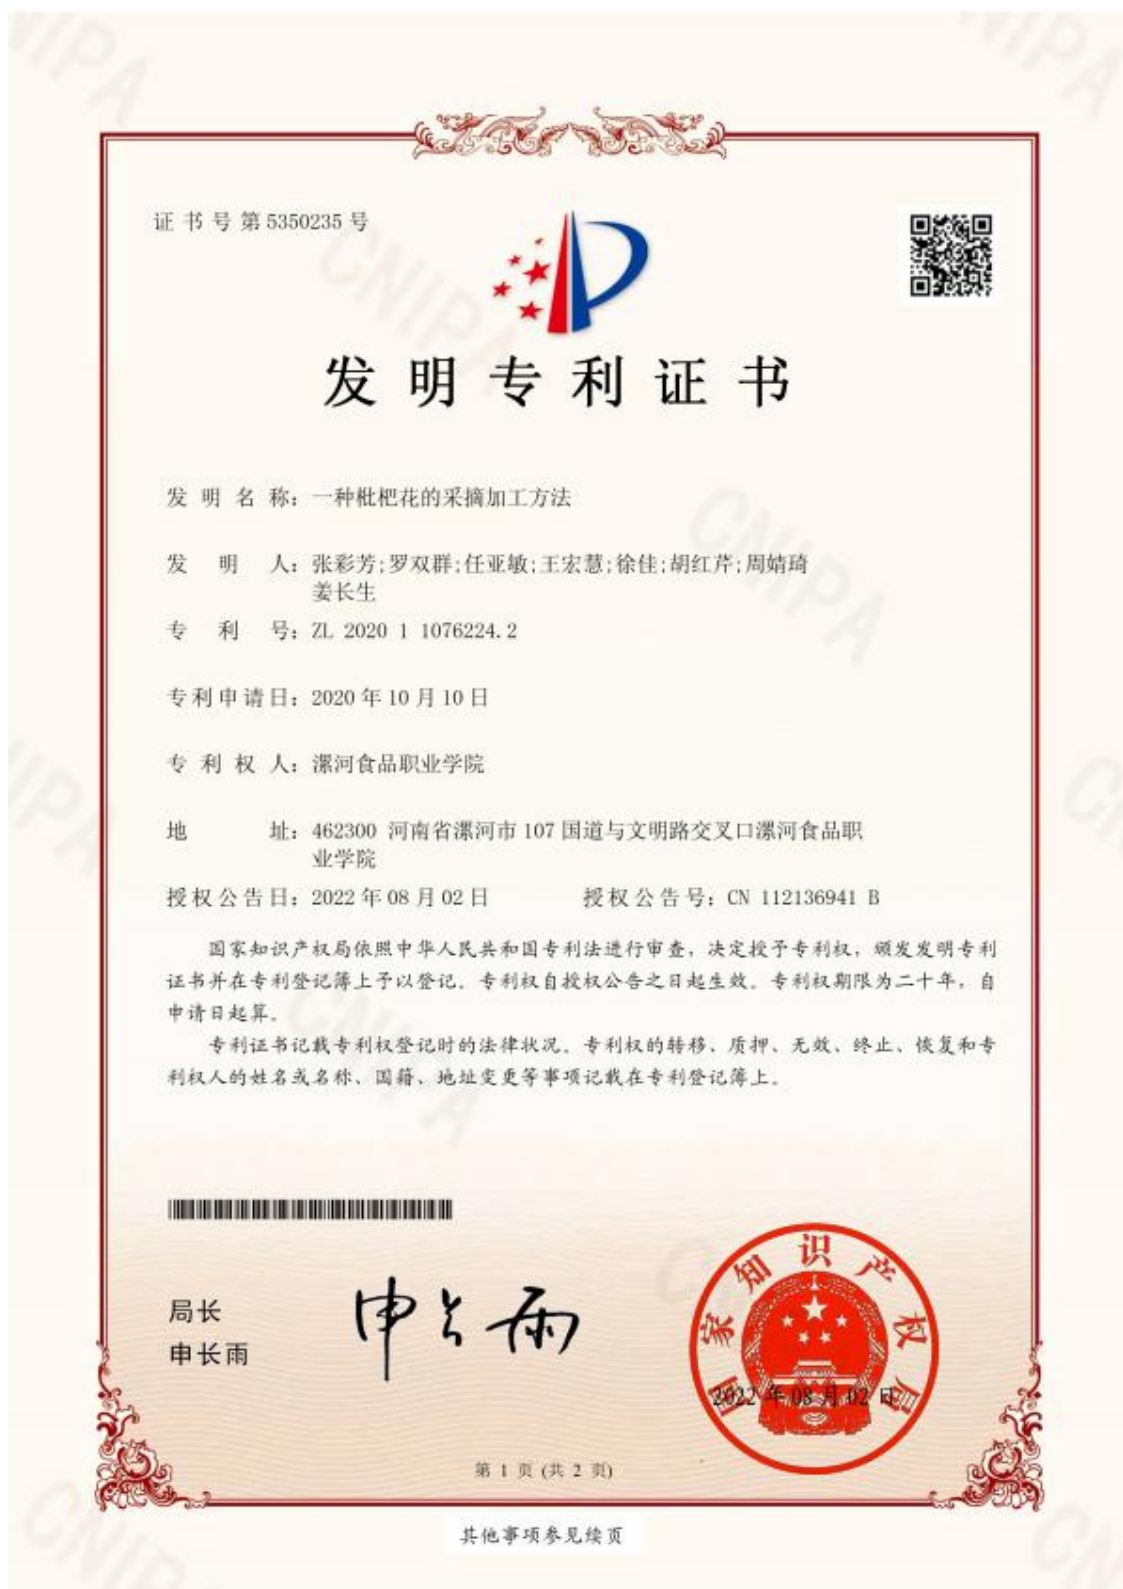 证书号第5350235号
发明专利证书
发明名称：一种枇杷花的采摘加工方法
发明人：张彩芳;罗双群;任亚敏;王宏慧;徐佳;胡红芹;周婧琦
姜长生
专利号：ZL 2020 1 1076224.2
专利申请日：2020年10月10日
专利权人：漯河食品职业学院
地址：462300 河南省漯河市107国道与文明路交叉口漯河食品职
业学院
授权公告日：2022年08月02日 授权公告号：CN 112136941 B
国家知识产权局依照中华人民共和国专利法进行审查，决定授予专利权，颁发发明专利
证书并在专利登记簿上予以登记。专利权自授权公告之日起生效。专利权期限为二十年，自
申请日起算。
专利证书记载专利权登记时的法律状况。专利权的转移、质押、无效、终止、恢复和专
利权人的姓名或名称、国籍、地址变更等事项记载在专利登记簿上。
局长
申长雨
申长雨
国家知识产权局
2022年08月02日
第 1 页 (共 2 页)
其他事项参见续页
CNIPA